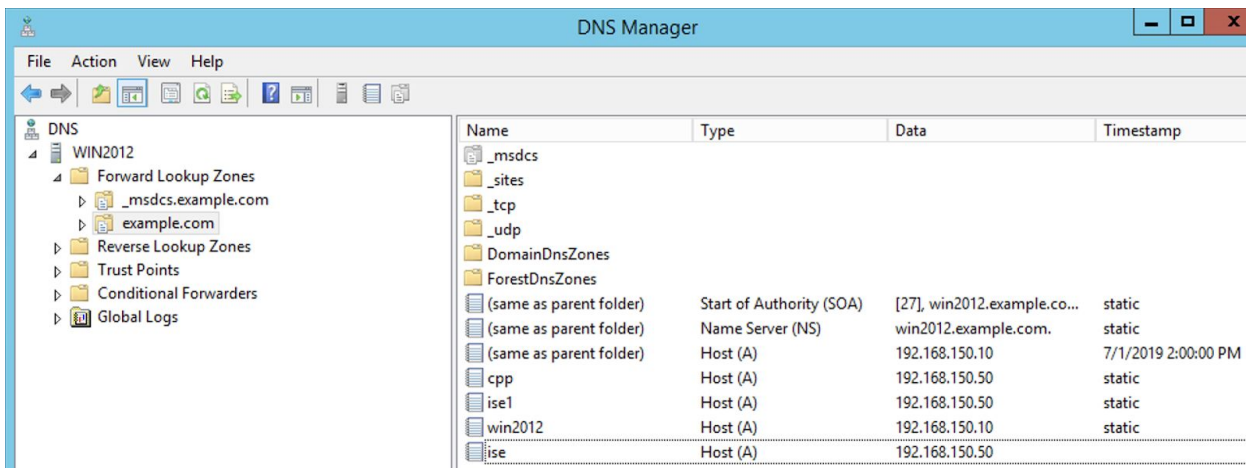 DNS Manager
File Action View Help
DNS
WIN2012
Forward Lookup Zones
_msdcs.example.com
example.com
Reverse Lookup Zones
Trust Points
Conditional Forwarders
Global Logs
Name Type Data Timestamp
_msdcs
_sites
_tcp
_udp
DomainDnsZones
ForestDnsZones
(same as parent folder) Start of Authority (SOA) [27], win2012.example.co... static
(same as parent folder) Name Server (NS) win2012.example.com. static
(same as parent folder) Host (A) 192.168.150.10 7/1/2019 2:00:00 PM
cpp Host (A) 192.168.150.50 static
ise1 Host (A) 192.168.150.50 static
win2012 Host (A) 192.168.150.10 static
ise Host (A) 192.168.150.50